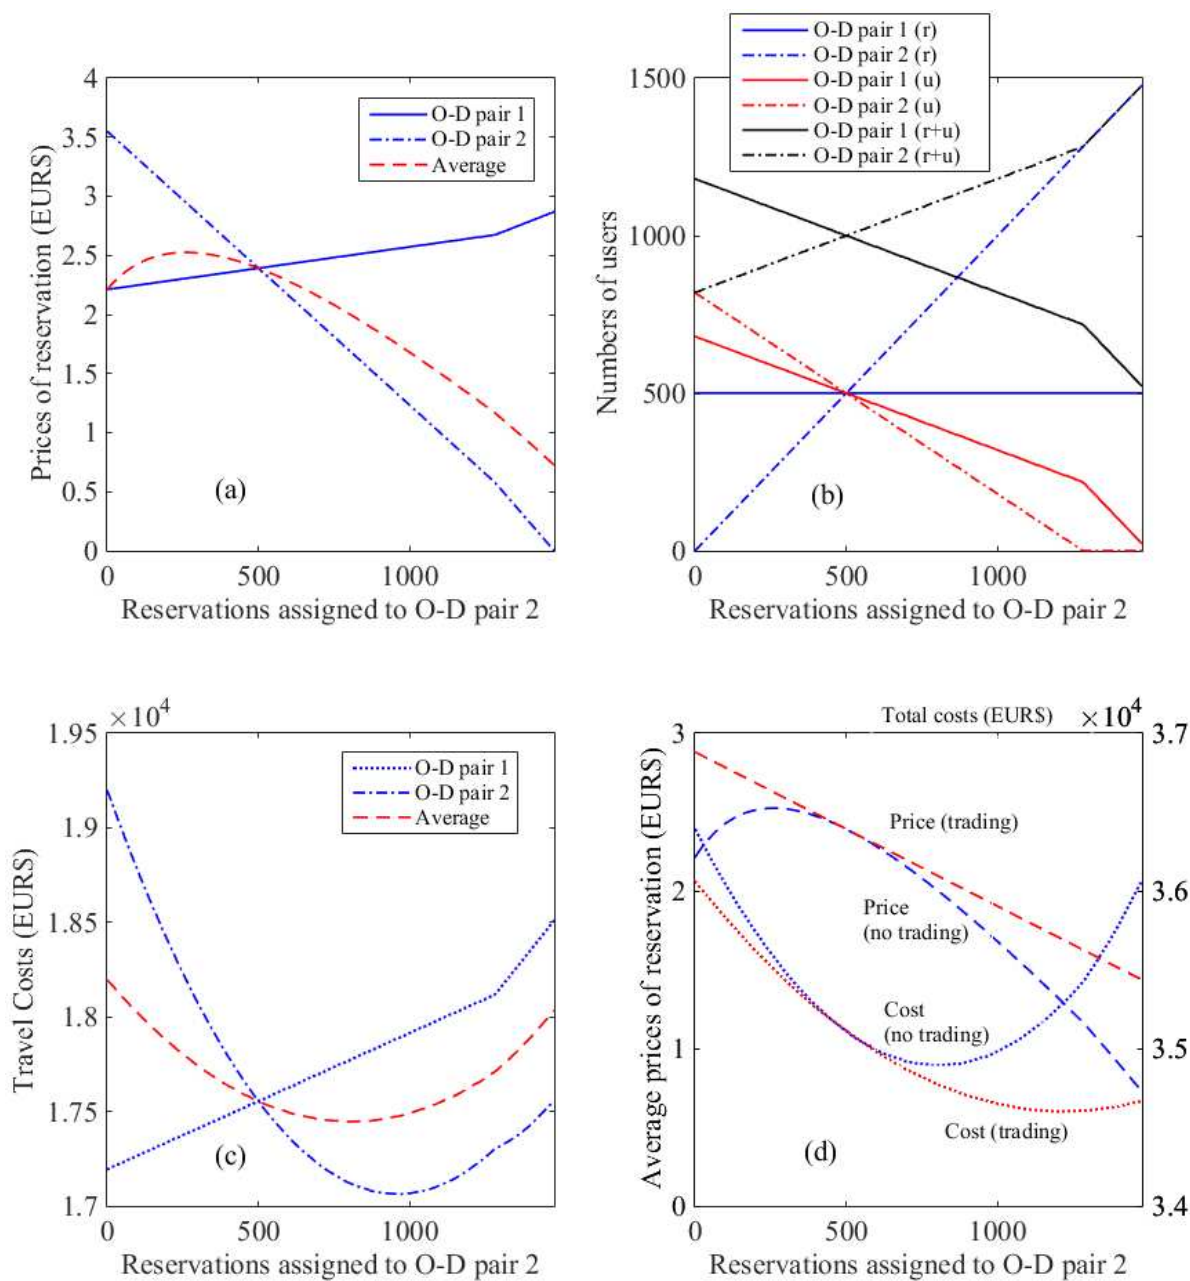 O-D pair 1 (r)
O-D pair 2 (r)
O-D pair 1 (u)
O-D pair 2 (u)
O-D pair 1 (r+u)
O-D pair 2 (r+u)
4
3.5
3
2.5
2
1.5
1
0.5
0
Prices of reservation (EURS)
O-D pair 1
O-D pair 2
Average
(a)
0
500
1000
Reservations assigned to O-D pair 2
1500
1000
500
0
Numbers of users
(b)
0
500
1000
Reservations assigned to O-D pair 2
×10⁴
1.95
1.9
1.85
1.8
1.75
1.7
Travel Costs (EURS)
O-D pair 1
O-D pair 2
Average
(c)
0
500
1000
Reservations assigned to O-D pair 2
Total costs (EUR$) ×10⁴
3
2
1
0
Average prices of reservation (EURS)
3.7
3.6
3.5
3.4
Price (trading)
Price
(no trading)
Cost
(no trading)
Cost (trading)
(d)
0
500
1000
Reservations assigned to O-D pair 2